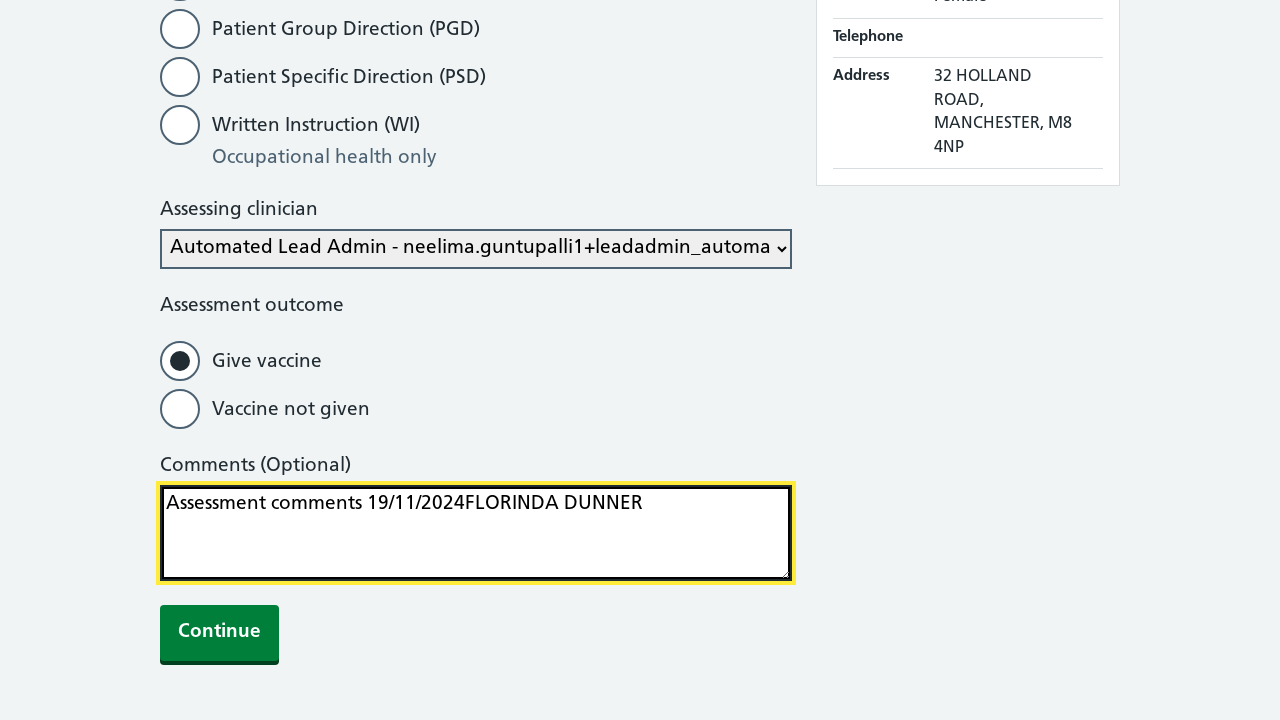 Patient Group Direction (PGD)
Patient Specific Direction (PSD)
Written Instruction (WI)
Occupational health only
Assessing clinician
Automated Lead Admin - neelima.guntupalli1+leadadmin_automa
Assessment outcome
Give vaccine
Vaccine not given
Comments (Optional)
Assessment comments 19/11/2024FLORINDA DUNNER
Continue
Female
Telephone
Address
32 HOLLAND
ROAD,
MANCHESTER, M8
4NP